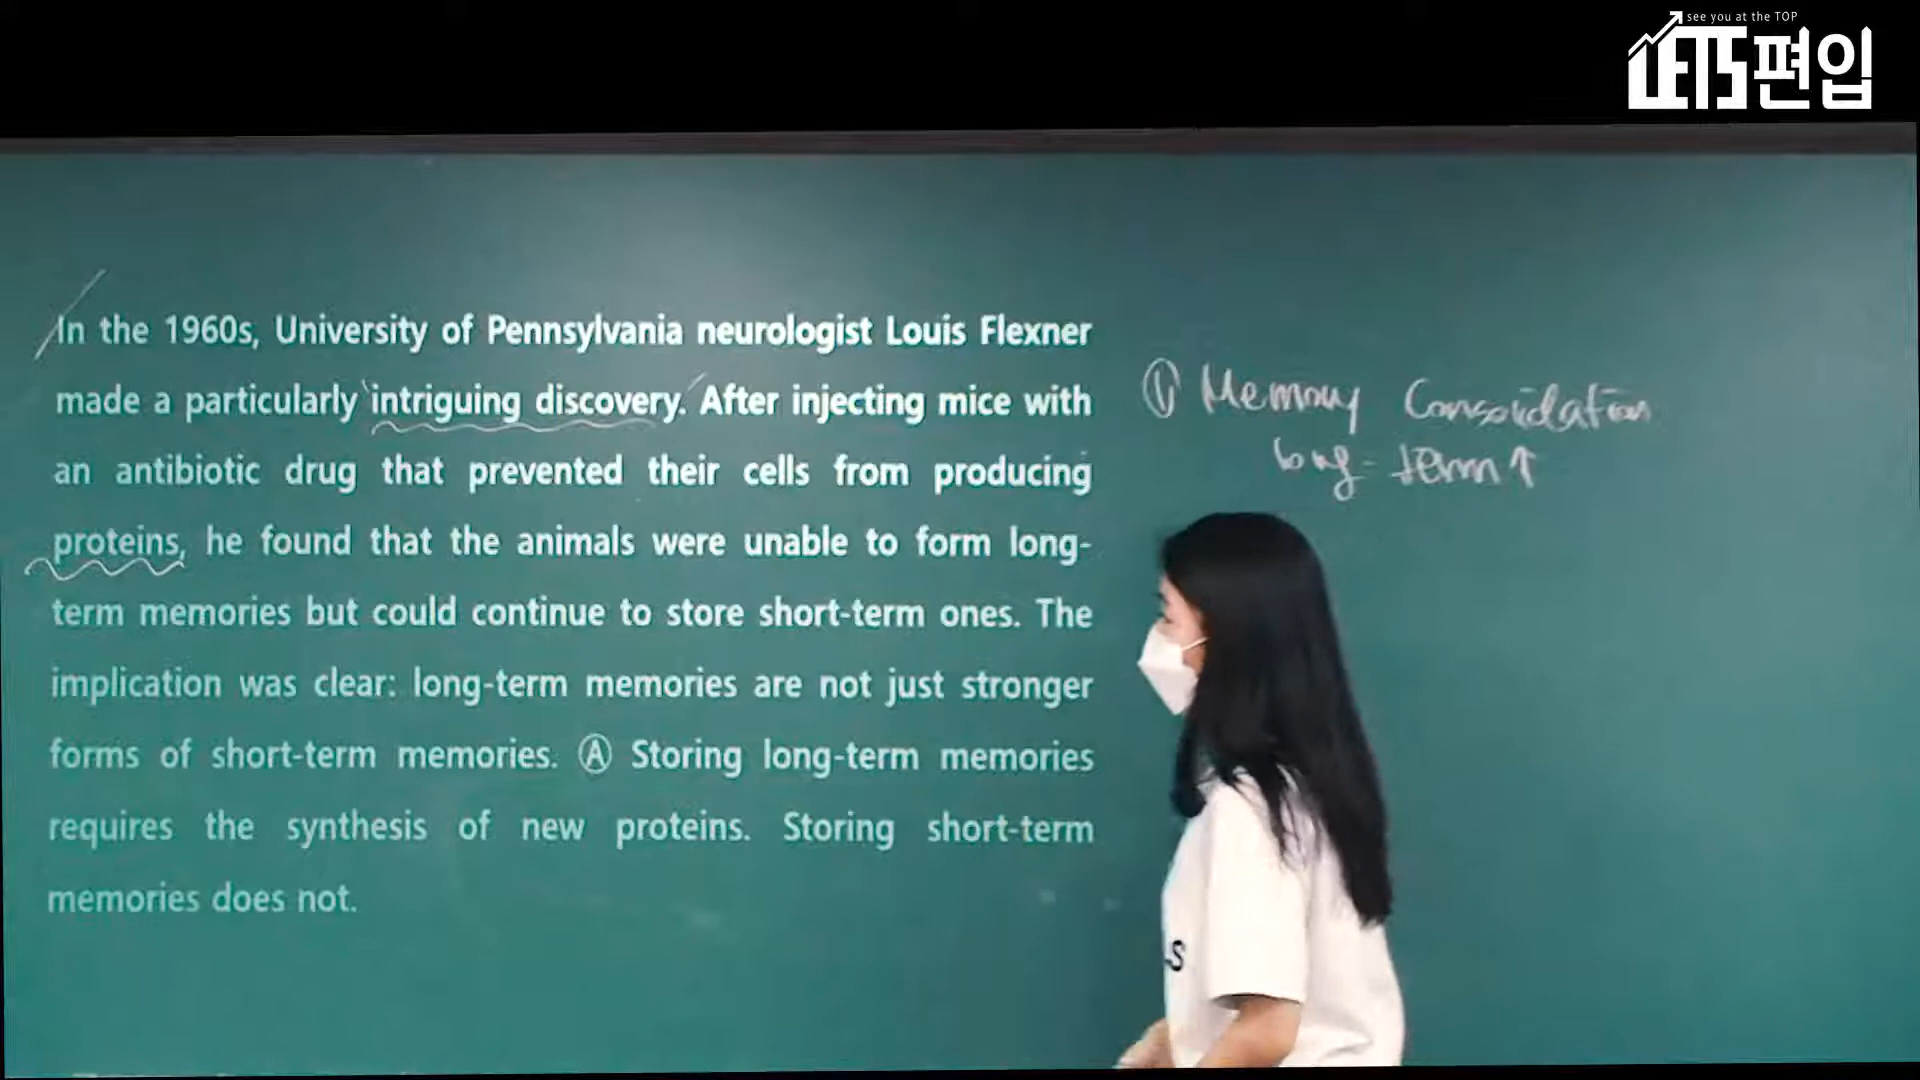 see you at the TOP
LETS편입
In the 1960s, University of Pennsylvania neurologist Louis Flexner
made a particularly intriguing discovery. After injecting mice with
an antibiotic drug that prevented their cells from producing
proteins, he found that the animals were unable to form long-
term memories but could continue to store short-term ones. The
implication was clear: long-term memories are not just stronger
forms of short-term memories. Ⓐ Storing long-term memories
requires the synthesis of new proteins. Storing short-term
memories does not.
① Memory Consolidation
long-term↑
S